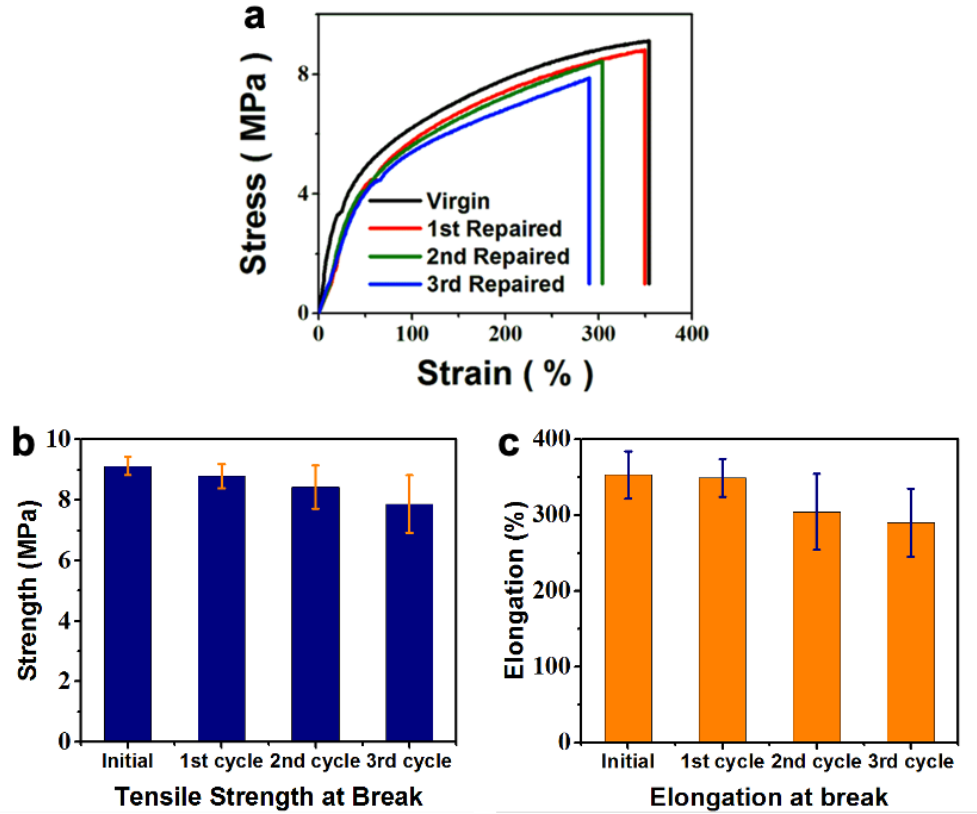 a
Stress ( MPa )
8
4
0
Virgin
1st Repaired
2nd Repaired
3rd Repaired
0 100 200 300 400
Strain ( % )
b
Strength (MPa)
10
8
6
4
2
0
Initial 1st cycle 2nd cycle 3rd cycle
Tensile Strength at Break
c
Elongation (%)
400
300
200
100
0
Initial 1st cycle 2nd cycle 3rd cycle
Elongation at break